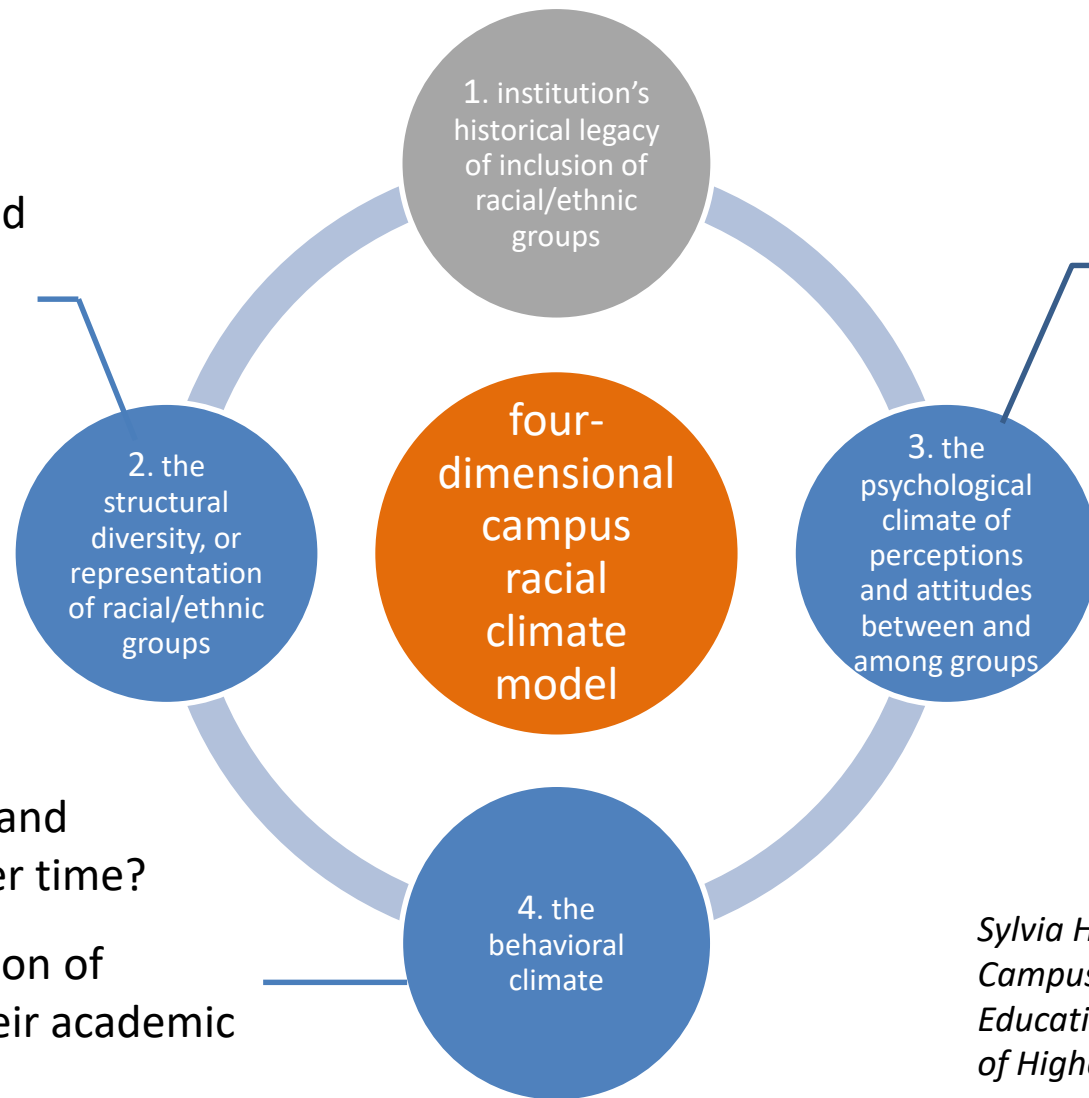 1. institution's
historical legacy
of inclusion of
racial/ethnic
groups
d
2. the
structural
diversity, or
representation
of racial/ethnic
groups
four-
dimensional
campus
racial
climate
model
3. the
psychological
climate of
perceptions
and attitudes
between and
among groups
and
er time?
4. the
behavioral
climate
on of
eir academic
Sylvia H
Campus
Educati
of High